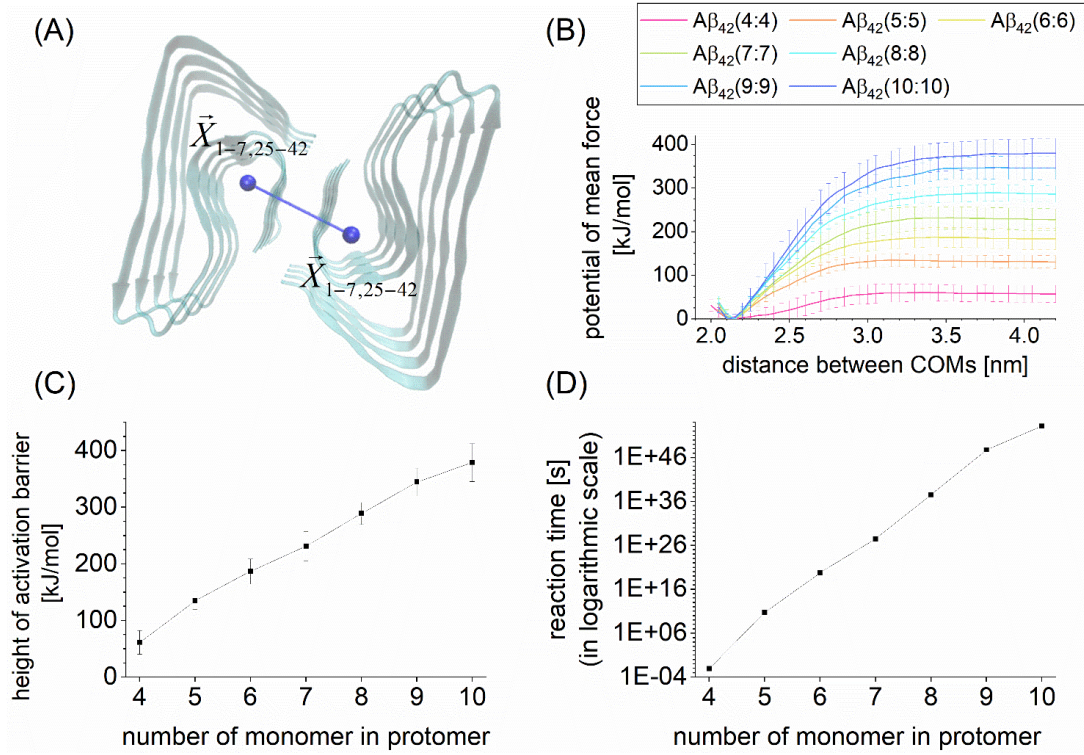 (A)
X⃗1−7,25−42
X⃗1−7,25−42
(B)
Aβ42(4:4) Aβ42(5:5) Aβ42(6:6)
Aβ42(7:7) Aβ42(8:8)
Aβ42(9:9) Aβ42(10:10)
potential of mean force
[kJ/mol]
400
300
200
100
0
2.0 2.5 3.0 3.5 4.0
distance between COMs [nm]
(C)
height of activation barrier
[kJ/mol]
400
300
200
100
0
4 5 6 7 8 9 10
number of monomer in protomer
(D)
reaction time [s]
(in logarithmic scale)
1E+46
1E+36
1E+26
1E+16
1E+06
1E-04
4 5 6 7 8 9 10
number of monomer in protomer